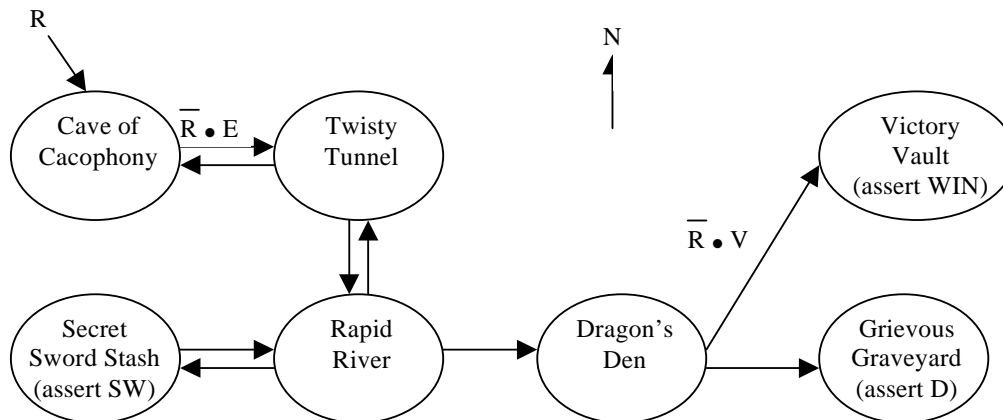 R
N
Cave of
Cacophony
R̅ • E
Twisty
Tunnel
Victory
Vault
(assert WIN)
R̅ • V
Secret
Sword Stash
(assert SW)
Rapid
River
Dragon's
Den
Grievous
Graveyard
(assert D)